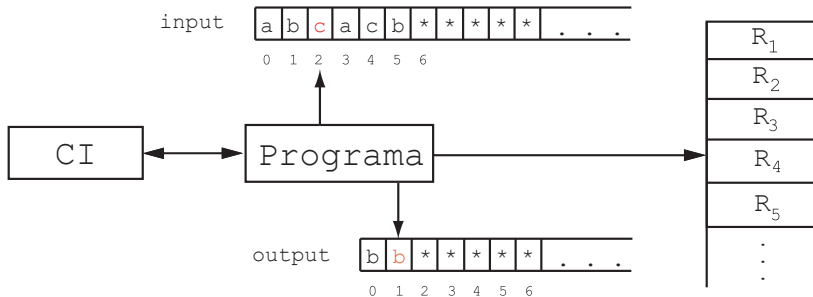 input a b c a c b * * * * * . . .
0 1 2 3 4 5 6
R1
R2
R3
R4
R5
.
.
.
CI
Programa
output b b * * * * * . . .
0 1 2 3 4 5 6